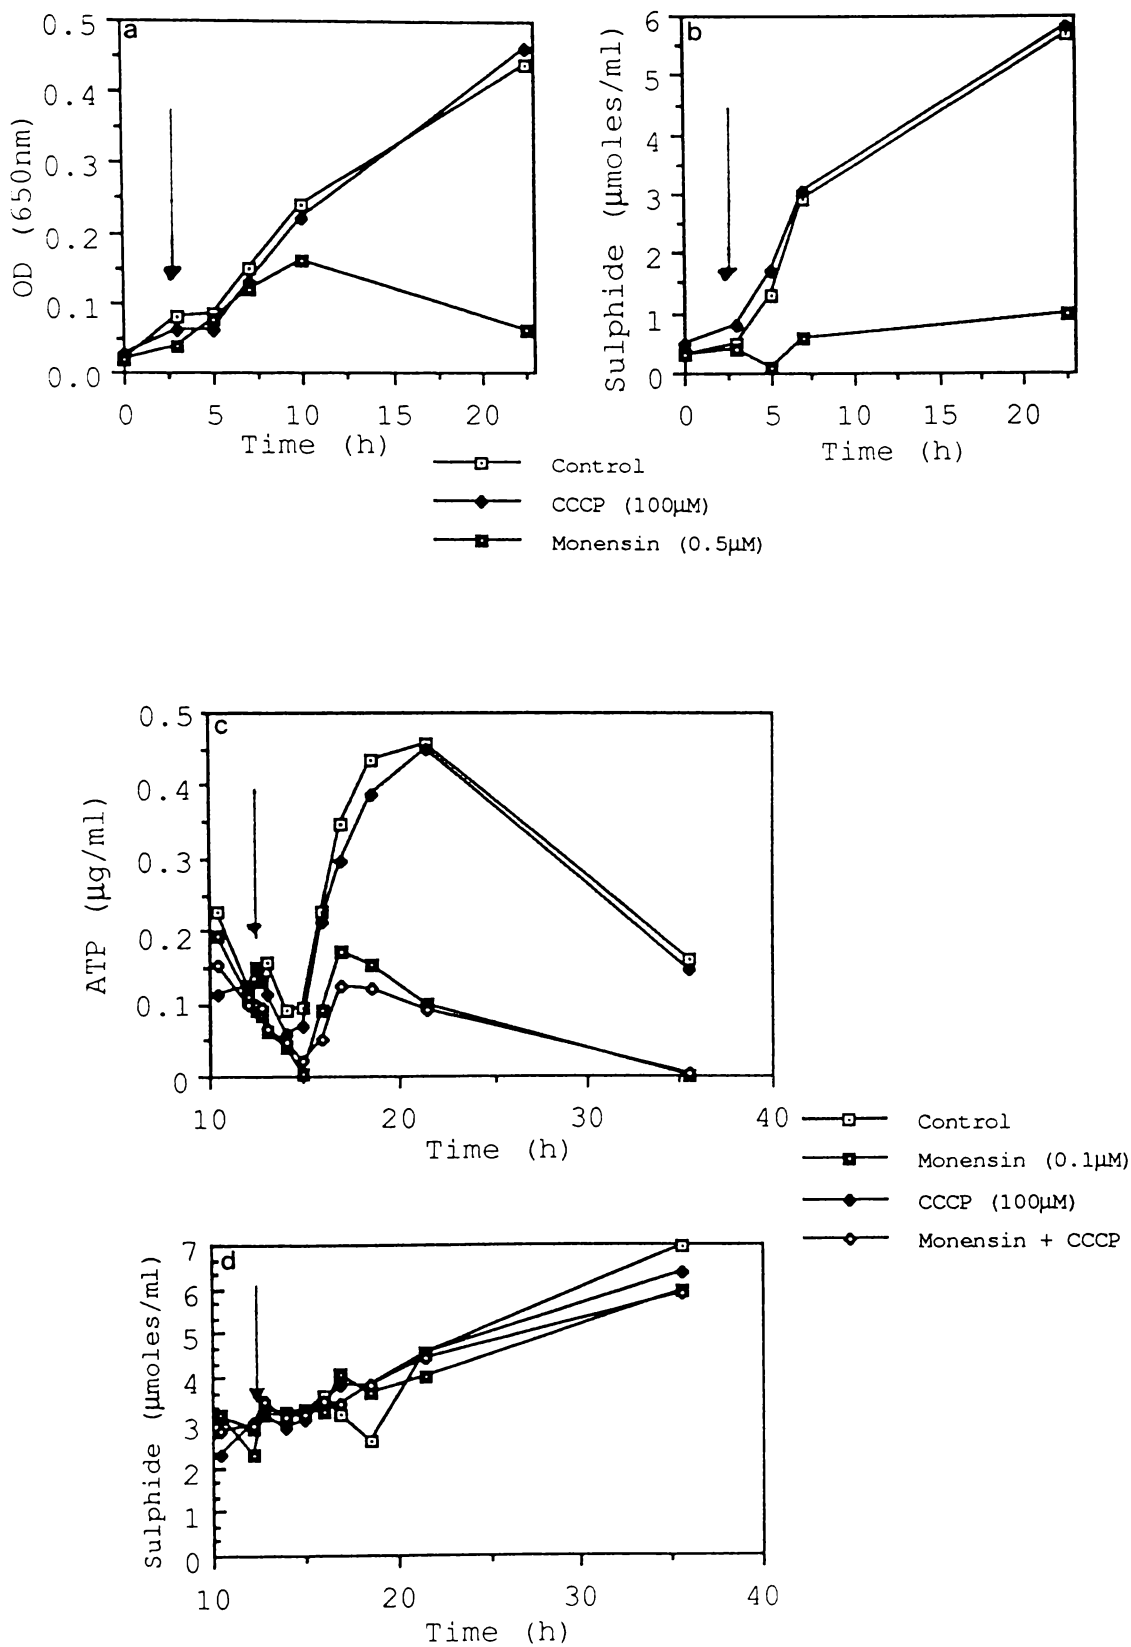 a
OD (650nm)
0.5
0.4
0.3
0.2
0.1
0.0
0 5 10 15 20
Time (h)
b
Sulphide (µmoles/ml)
6
5
4
3
2
1
0
0 5 10 15 20
Time (h)
Control
CCCP (100µM)
Monensin (0.5µM)
c
ATP (µg/ml)
0.5
0.4
0.3
0.2
0.1
0
10 20 30 40
Time (h)
Control
Monensin (0.1µM)
CCCP (100µM)
Monensin + CCCP
d
Sulphide (µmoles/ml)
7
6
5
4
3
2
1
0
10 20 30 40
Time (h)